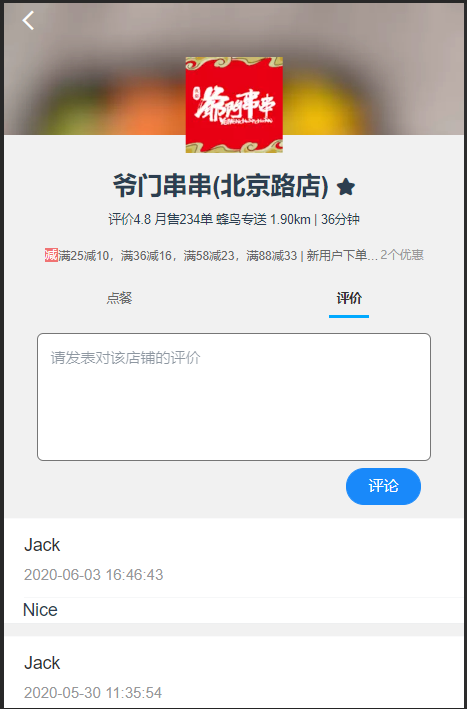 爷门串串
爷门串串(北京路店)
评价4.8 月售234单 蜂鸟专送 1.90km | 36分钟
减满25减10，满36减16，满58减23，满88减33 | 新用户下单... 2个优惠
点餐 评价
请发表对该店铺的评价
评论
Jack
2020-06-03 16:46:43
Nice
Jack
2020-05-30 11:35:54